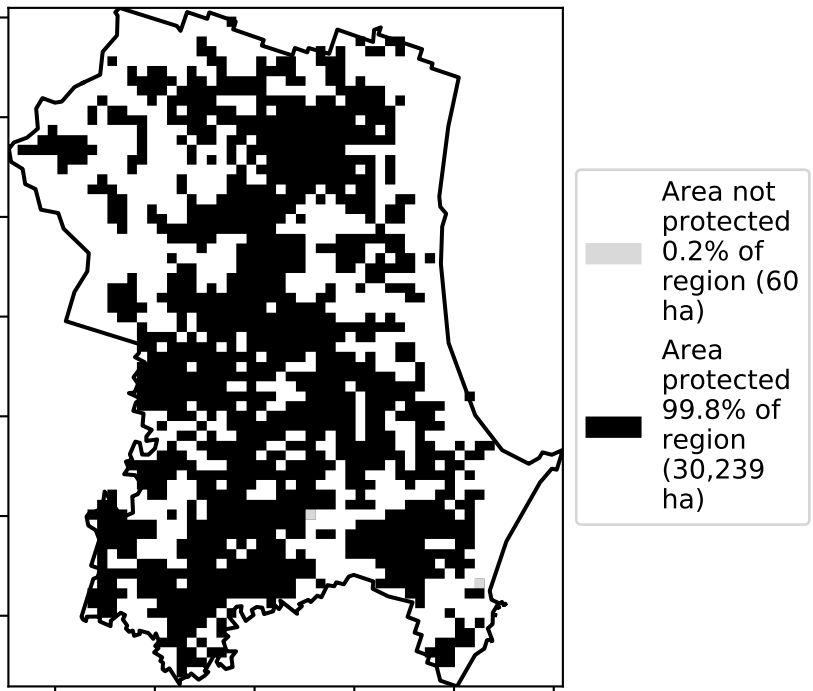 Area not
protected
0.2% of
region (60
ha)
Area
protected
99.8% of
region
(30,239
ha)